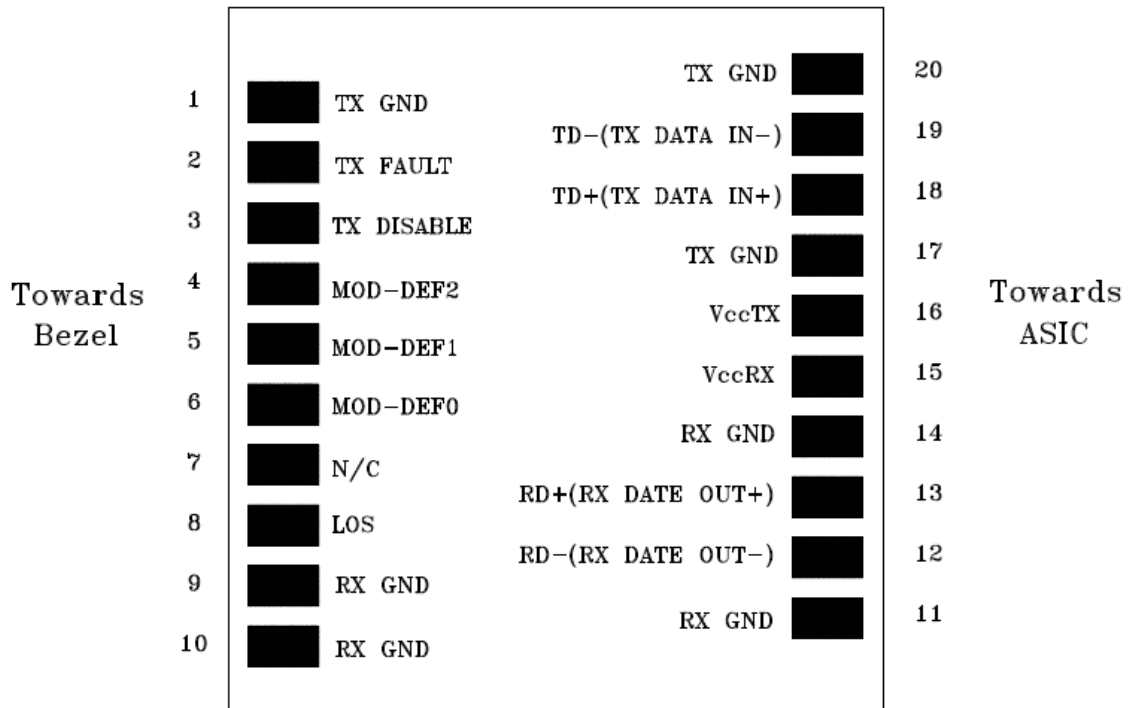 1 TX GND
2 TX FAULT
3 TX DISABLE
4 MOD-DEF2
5 MOD-DEF1
6 MOD-DEF0
7 N/C
8 LOS
9 RX GND
10 RX GND
Towards
Bezel
TX GND 20
TD-(TX DATA IN-) 19
TD+(TX DATA IN+) 18
TX GND 17
VccTX 16
VccRX 15
RX GND 14
RD+(RX DATE OUT+) 13
RD-(RX DATE OUT-) 12
RX GND 11
Towards
ASIC